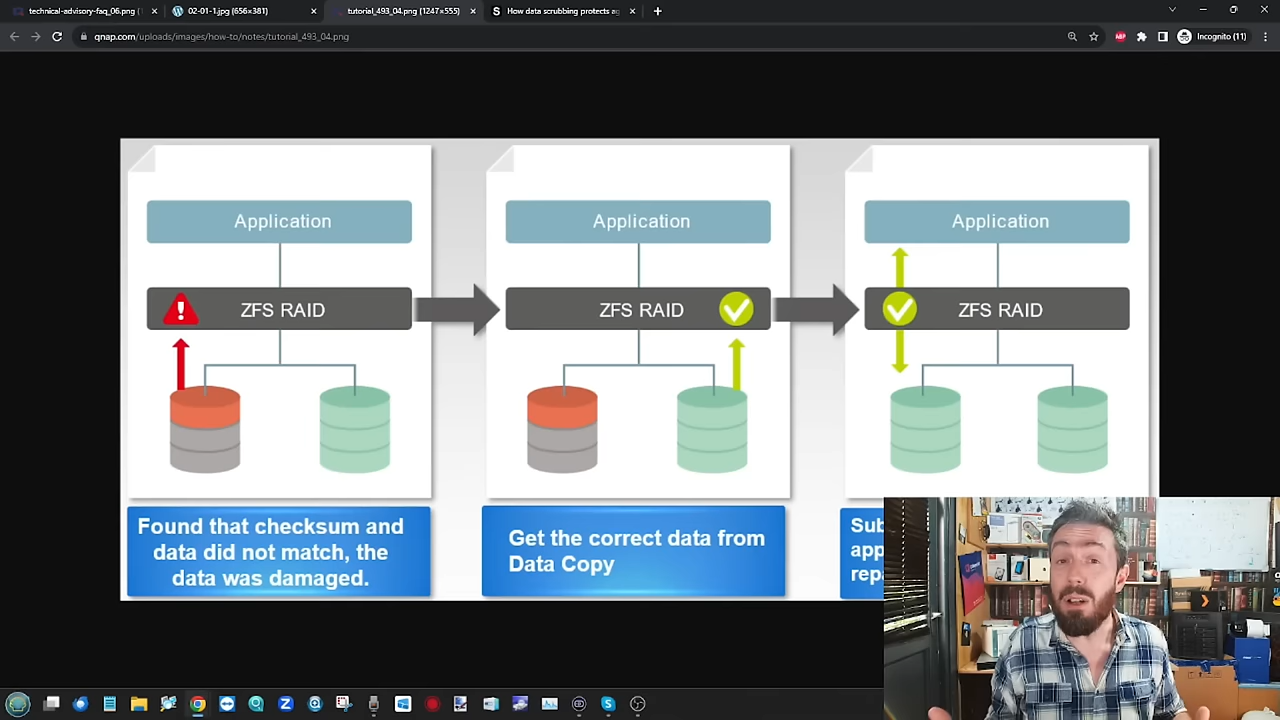 technical-advisory-faq_06.png (
02-01-1.jpg (656×381)
tutorial_493_04.png (1247×555)
How data scrubbing protects ag
qnap.com/uploads/images/how-to/notes/tutorial_493_04.png
ABP
Incognito (11)
Application
Application
Application
ZFS RAID
ZFS RAID
ZFS RAID
Found that checksum and
data did not match, the
data was damaged.
Get the correct data from
Data Copy
Sub
app
rep